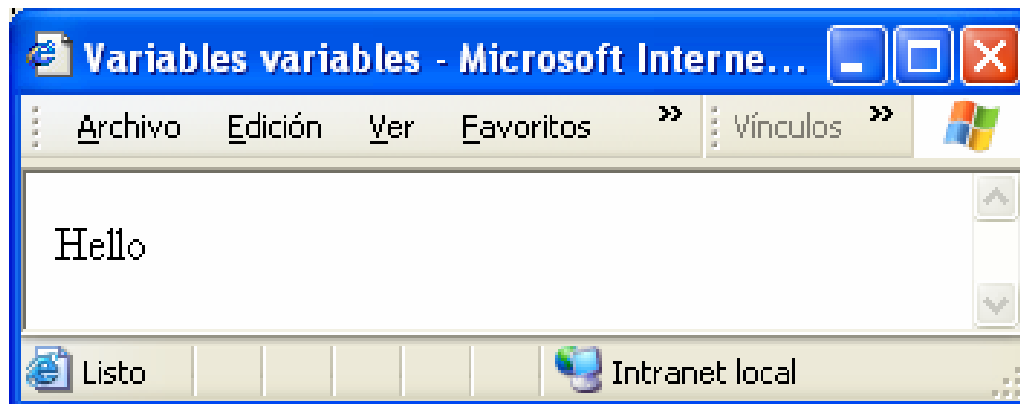 Variables variables - Microsoft Interne...
Archivo Edición Ver Favoritos » Vínculos »
Hello
Listo Intranet local